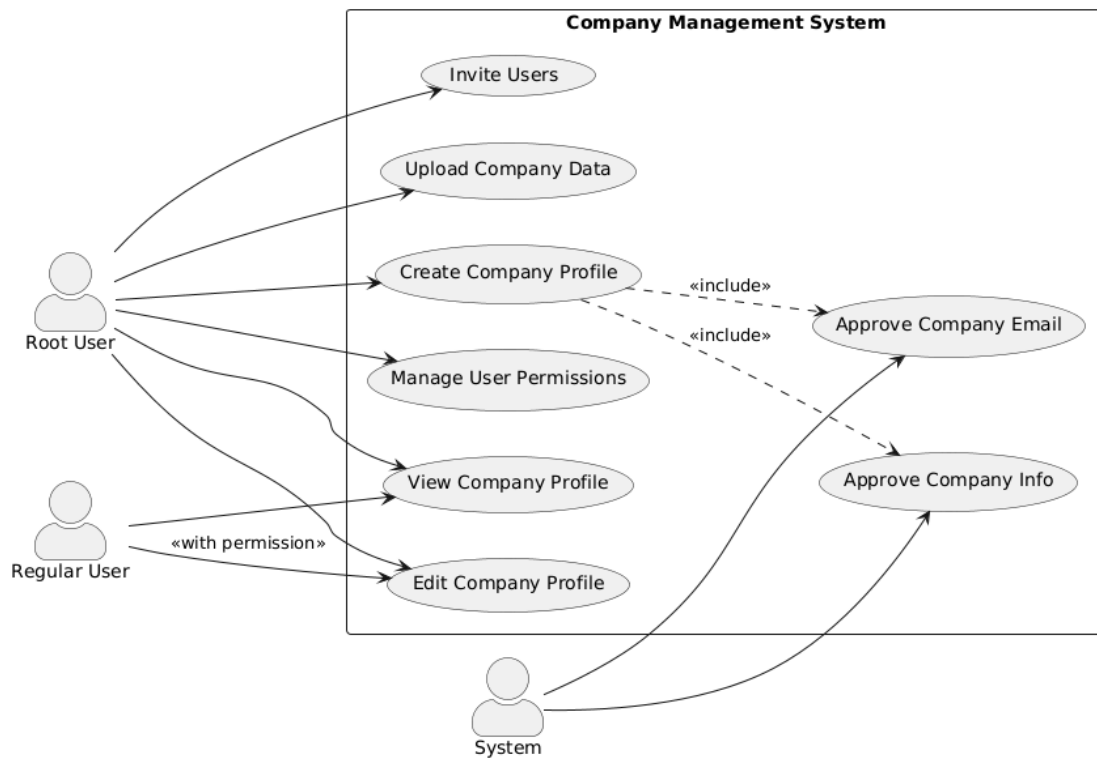 Company Management System
Invite Users
Upload Company Data
Create Company Profile
«include»
Approve Company Email
«include»
Root User
Manage User Permissions
View Company Profile
Approve Company Info
«with permission»
Regular User
Edit Company Profile
System